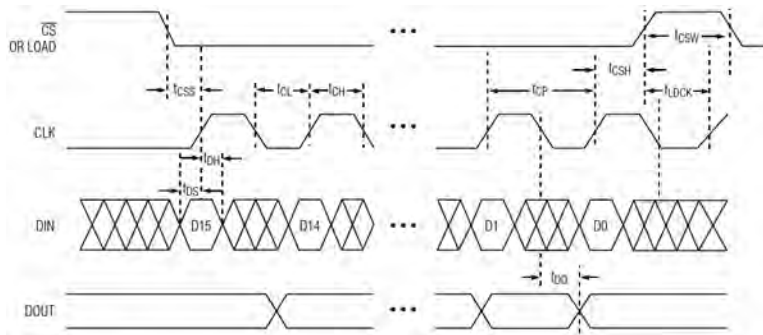 CS
OR LOAD
tCSW
tCSH
tCSS
tCL
tCH
tCP
tLDCK
CLK
tDH
tDS
DIN
D15
D14
D1
D0
tDO
DOUT